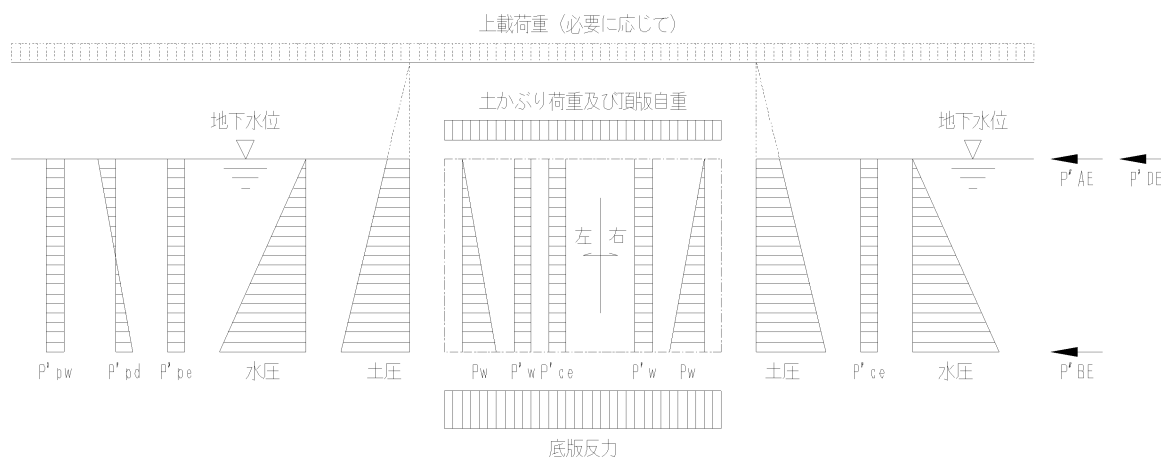 上載荷重（必要に応じて）
土かぶり荷重及び頂版自重
地下水位
地下水位
P'AE
P'DE
左 右
P'pw
P'pd
P'pe
水圧
土圧
Pw
P'w
P'ce
P'w
Pw
土圧
P'ce
水圧
P'BE
底版反力